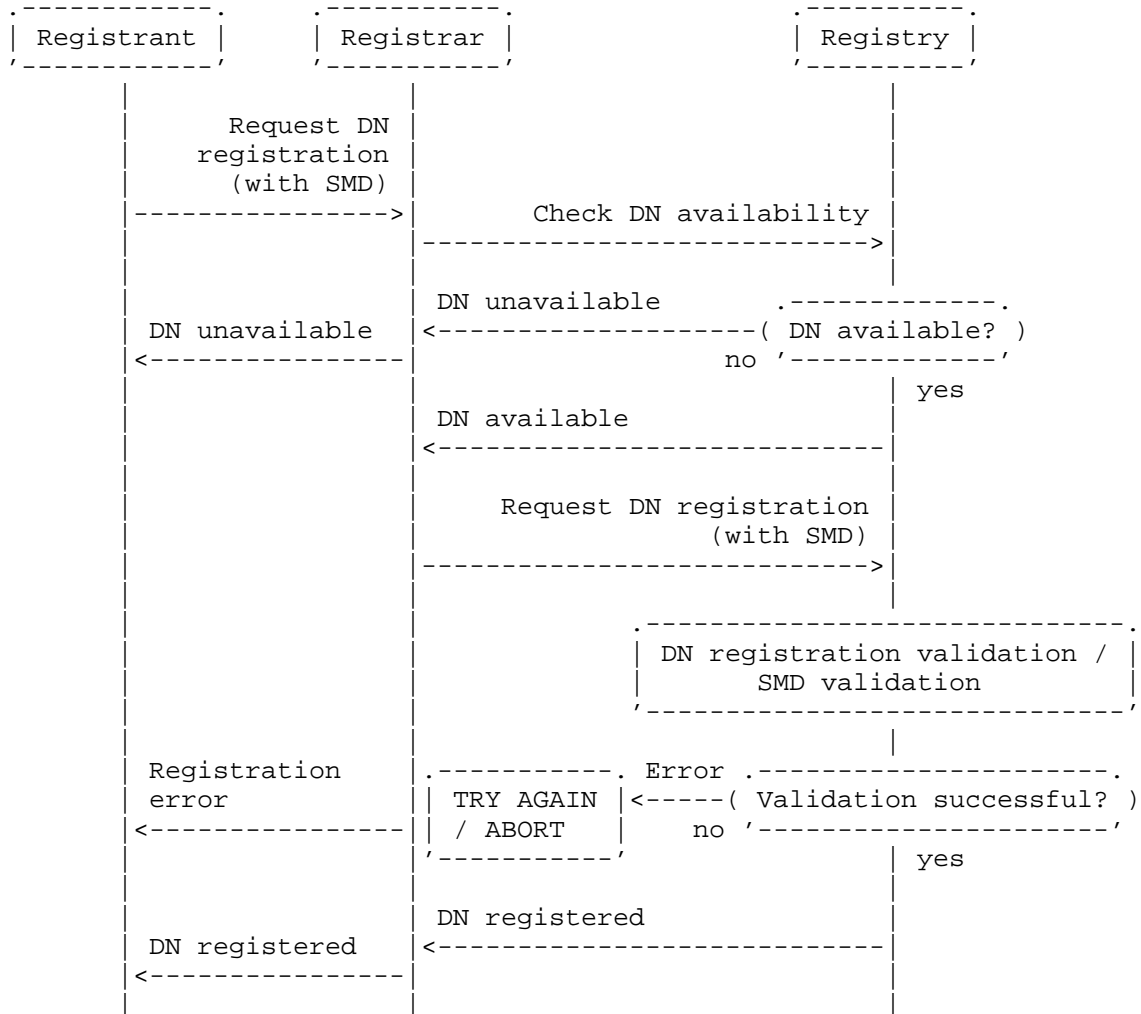 Registrant Registrar Registry
Request DN
registration
(with SMD)
Check DN availability
DN unavailable
DN unavailable DN available?
no
yes
DN available
Request DN registration
(with SMD)
DN registration validation /
SMD validation
Registration Error
error TRY AGAIN Validation successful?
/ ABORT no
yes
DN registered
DN registered